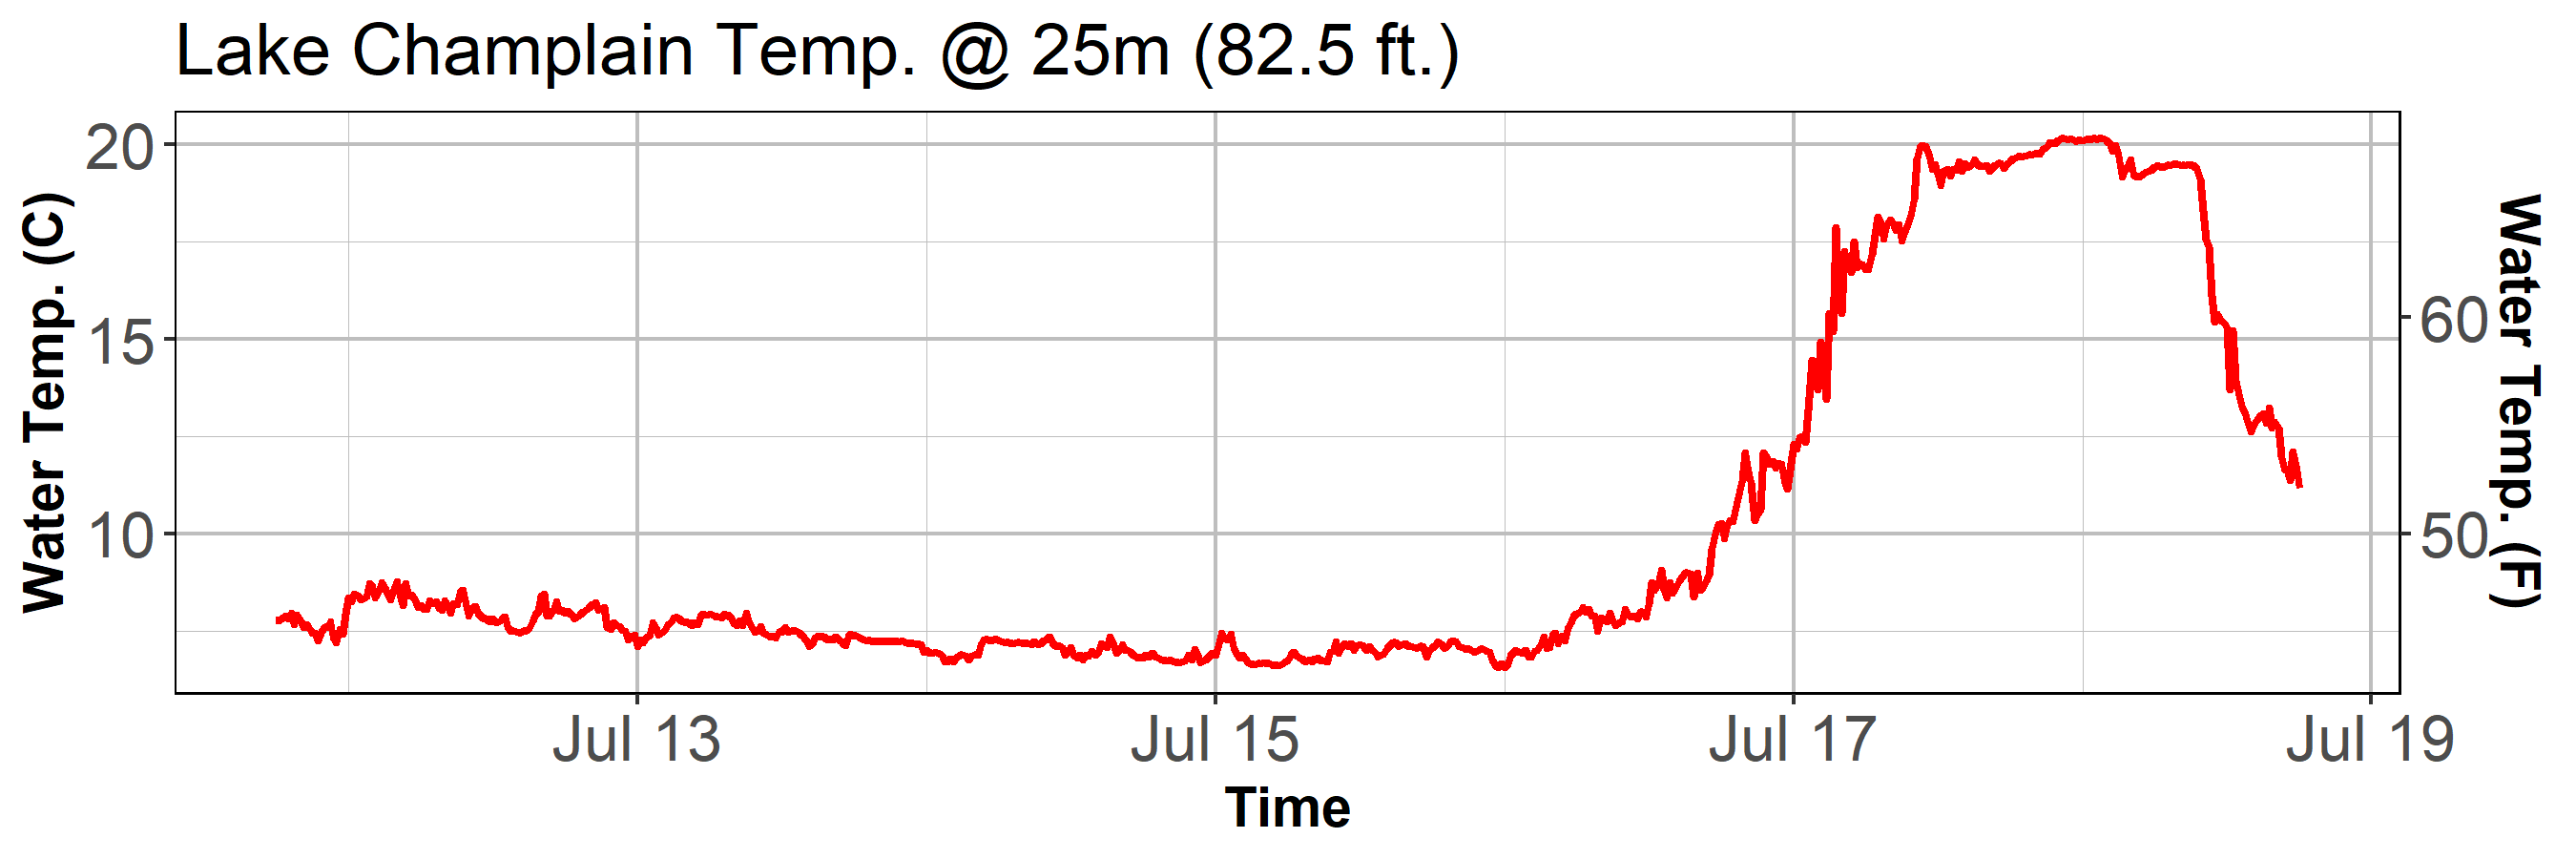 Lake Champlain Temp. @ 25m (82.5 ft.)
Water Temp. (C)
20
15
10
60
50
Water Temp. (F)
Jul 13
Jul 15
Jul 17
Jul 19
Time